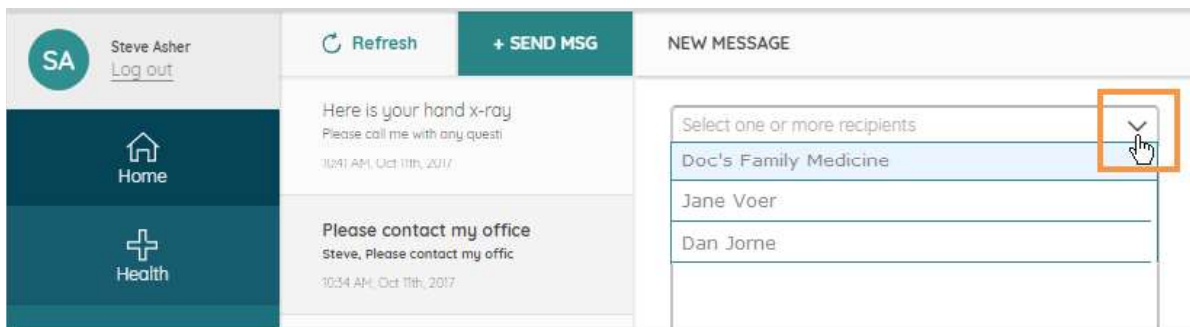 SA
Steve Asher
Log out
Home
Health
Refresh
+ SEND MSG
Here is your hand x-ray
Please call me with any questi
10:41 AM, Oct 11th, 2017
Please contact my office
Steve, Please contact my offic
10:34 AM, Oct 11th, 2017
NEW MESSAGE
Select one or more recipients
Doc's Family Medicine
Jane Voer
Dan Jorne